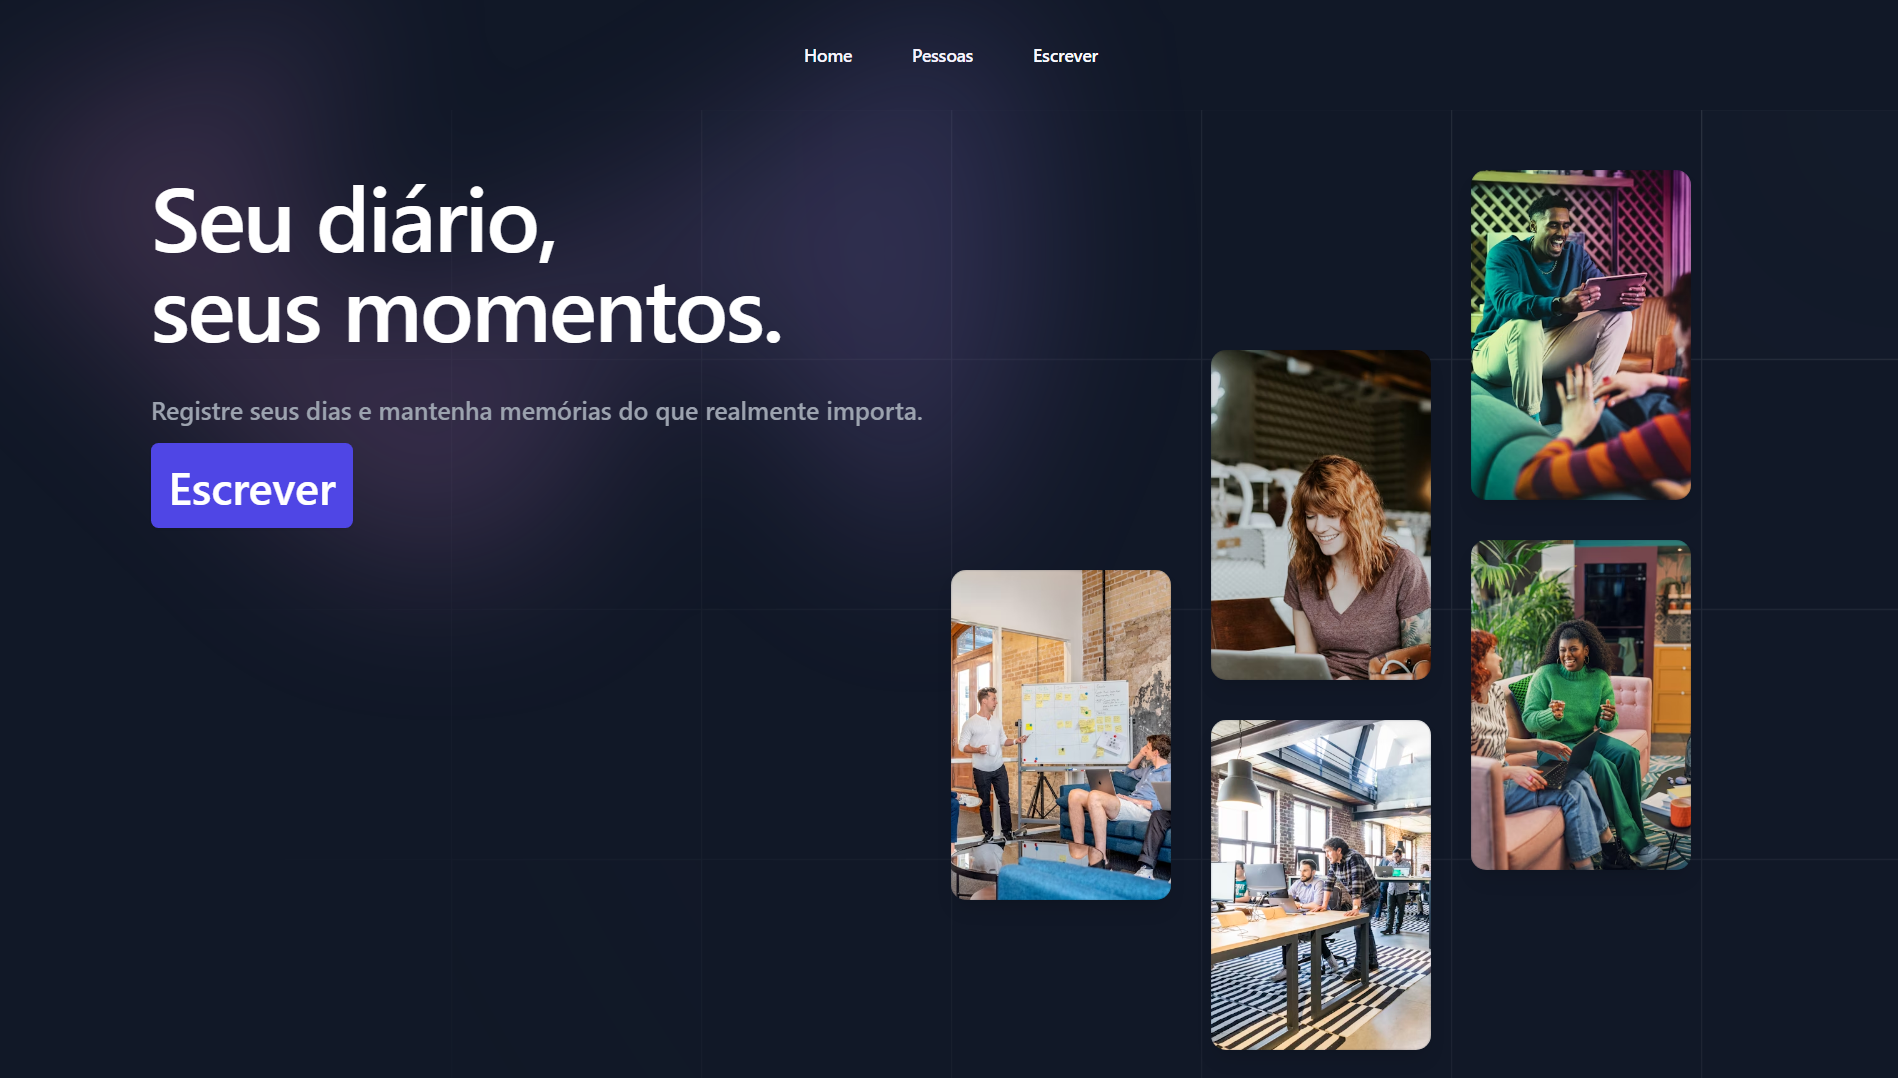 Home
Pessoas
Escrever
Seu diário,
seus momentos.
Registre seus dias e mantenha memórias do que realmente importa.
Escrever